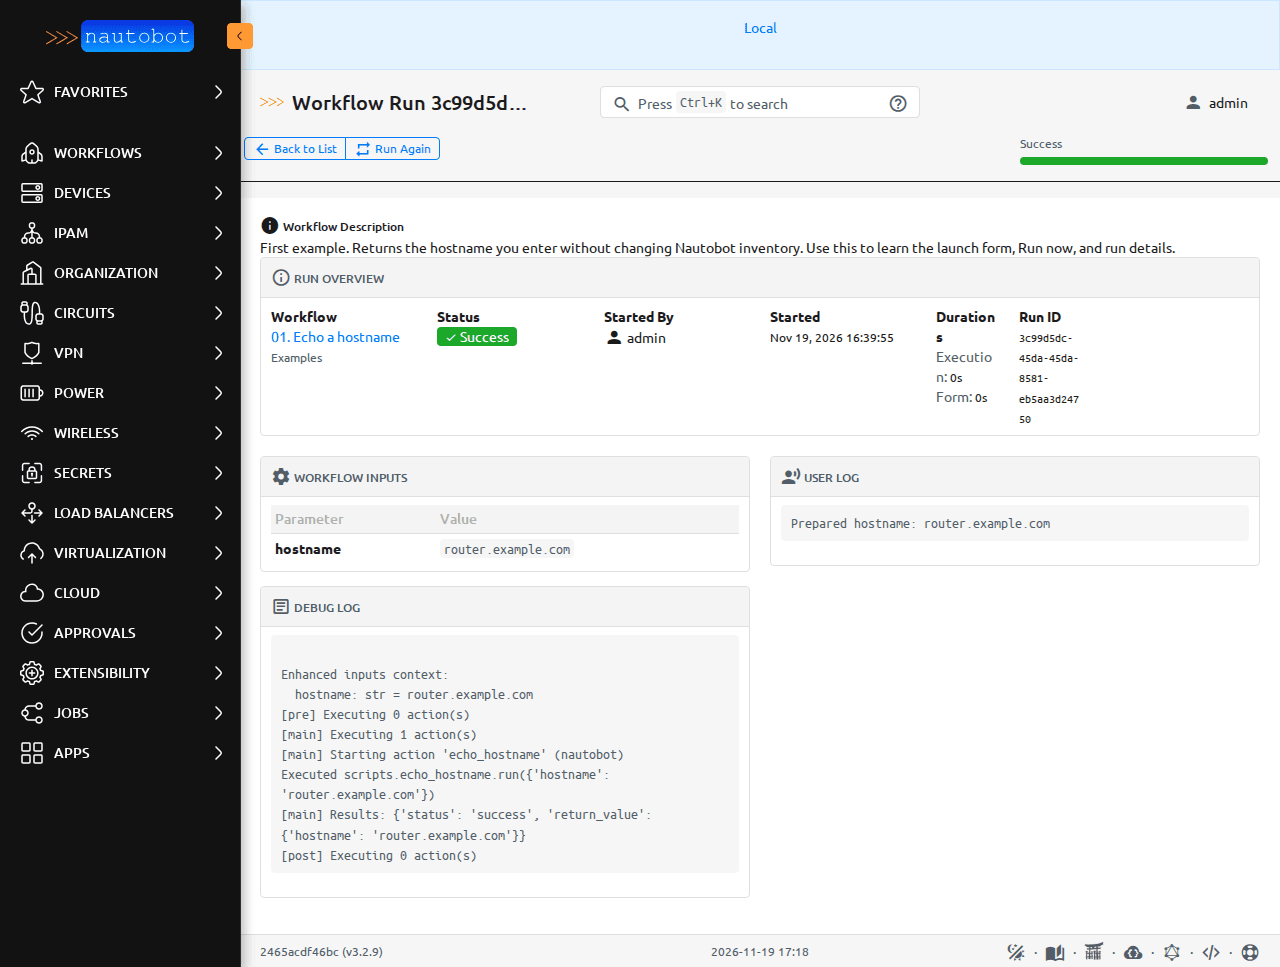 >>> nautobot
FAVORITES
WORKFLOWS
DEVICES
IPAM
ORGANIZATION
CIRCUITS
VPN
POWER
WIRELESS
SECRETS
LOAD BALANCERS
VIRTUALIZATION
CLOUD
APPROVALS
EXTENSIBILITY
JOBS
APPS
Local
>>> Workflow Run 3c99d5d...
Press Ctrl+K to search
admin
Back to List
Run Again
Success
Workflow Description
First example. Returns the hostname you enter without changing Nautobot inventory. Use this to learn the launch form, Run now, and run details.
RUN OVERVIEW
Workflow
01. Echo a hostname
Examples
Status
Success
Started By
admin
Started
Nov 19, 2026 16:39:55
Duration
s
Executio
n: 0s
Form: 0s
Run ID
3c99d5dc-
45da-45da-
8581-
eb5aa3d247
50
WORKFLOW INPUTS
Parameter Value
hostname router.example.com
USER LOG
Prepared hostname: router.example.com
DEBUG LOG
Enhanced inputs context:
hostname: str = router.example.com
[pre] Executing 0 action(s)
[main] Executing 1 action(s)
[main] Starting action 'echo_hostname' (nautobot)
Executed scripts.echo_hostname.run({'hostname':
'router.example.com'})
[main] Results: {'status': 'success', 'return_value':
{'hostname': 'router.example.com'}}
[post] Executing 0 action(s)
2465acdf46bc (v3.2.9)
2026-11-19 17:18